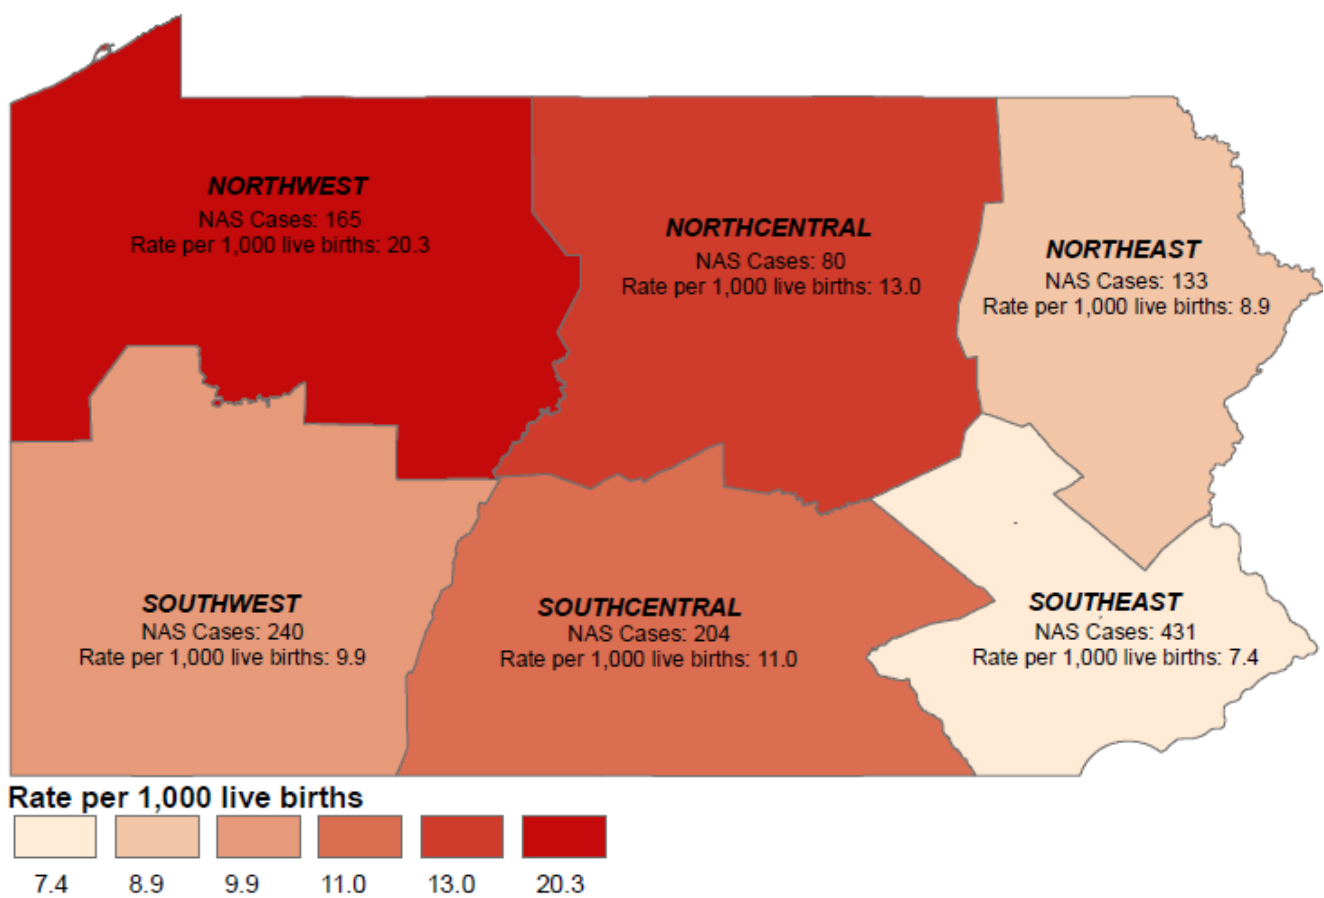 NORTHWEST
NAS Cases: 165
Rate per 1,000 live births: 20.3
NORTHCENTRAL
NAS Cases: 80
Rate per 1,000 live births: 13.0
NORTHEAST
NAS Cases: 133
Rate per 1,000 live births: 8.9
SOUTHWEST
NAS Cases: 240
Rate per 1,000 live births: 9.9
SOUTHCENTRAL
NAS Cases: 204
Rate per 1,000 live births: 11.0
SOUTHEAST
NAS Cases: 431
Rate per 1,000 live births: 7.4
Rate per 1,000 live births
7.4 8.9 9.9 11.0 13.0 20.3